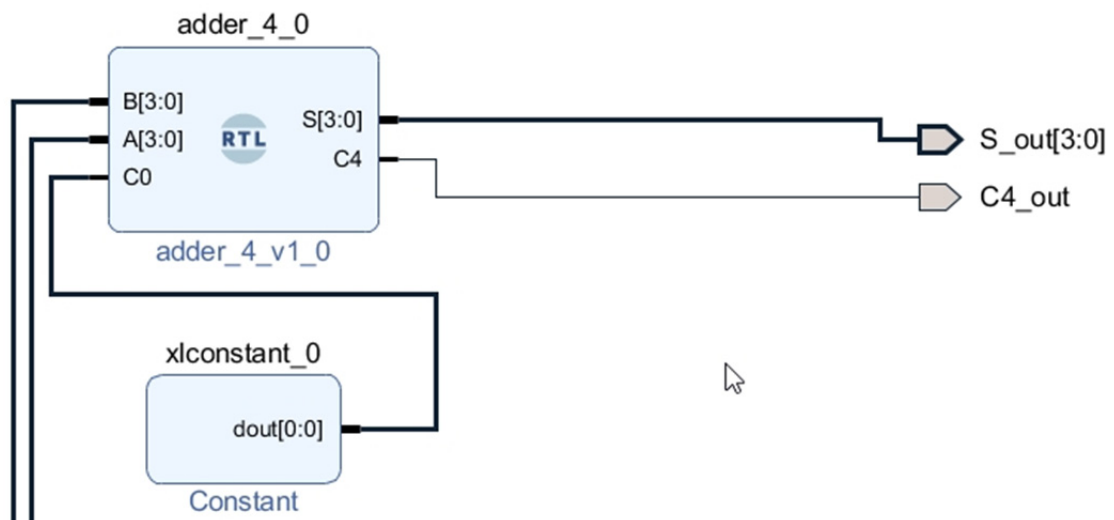 adder_4_0
B[3:0]
A[3:0]
C0
RTL
S[3:0]
C4
adder_4_v1_0
S_out[3:0]
C4_out
xlconstant_0
dout[0:0]
Constant